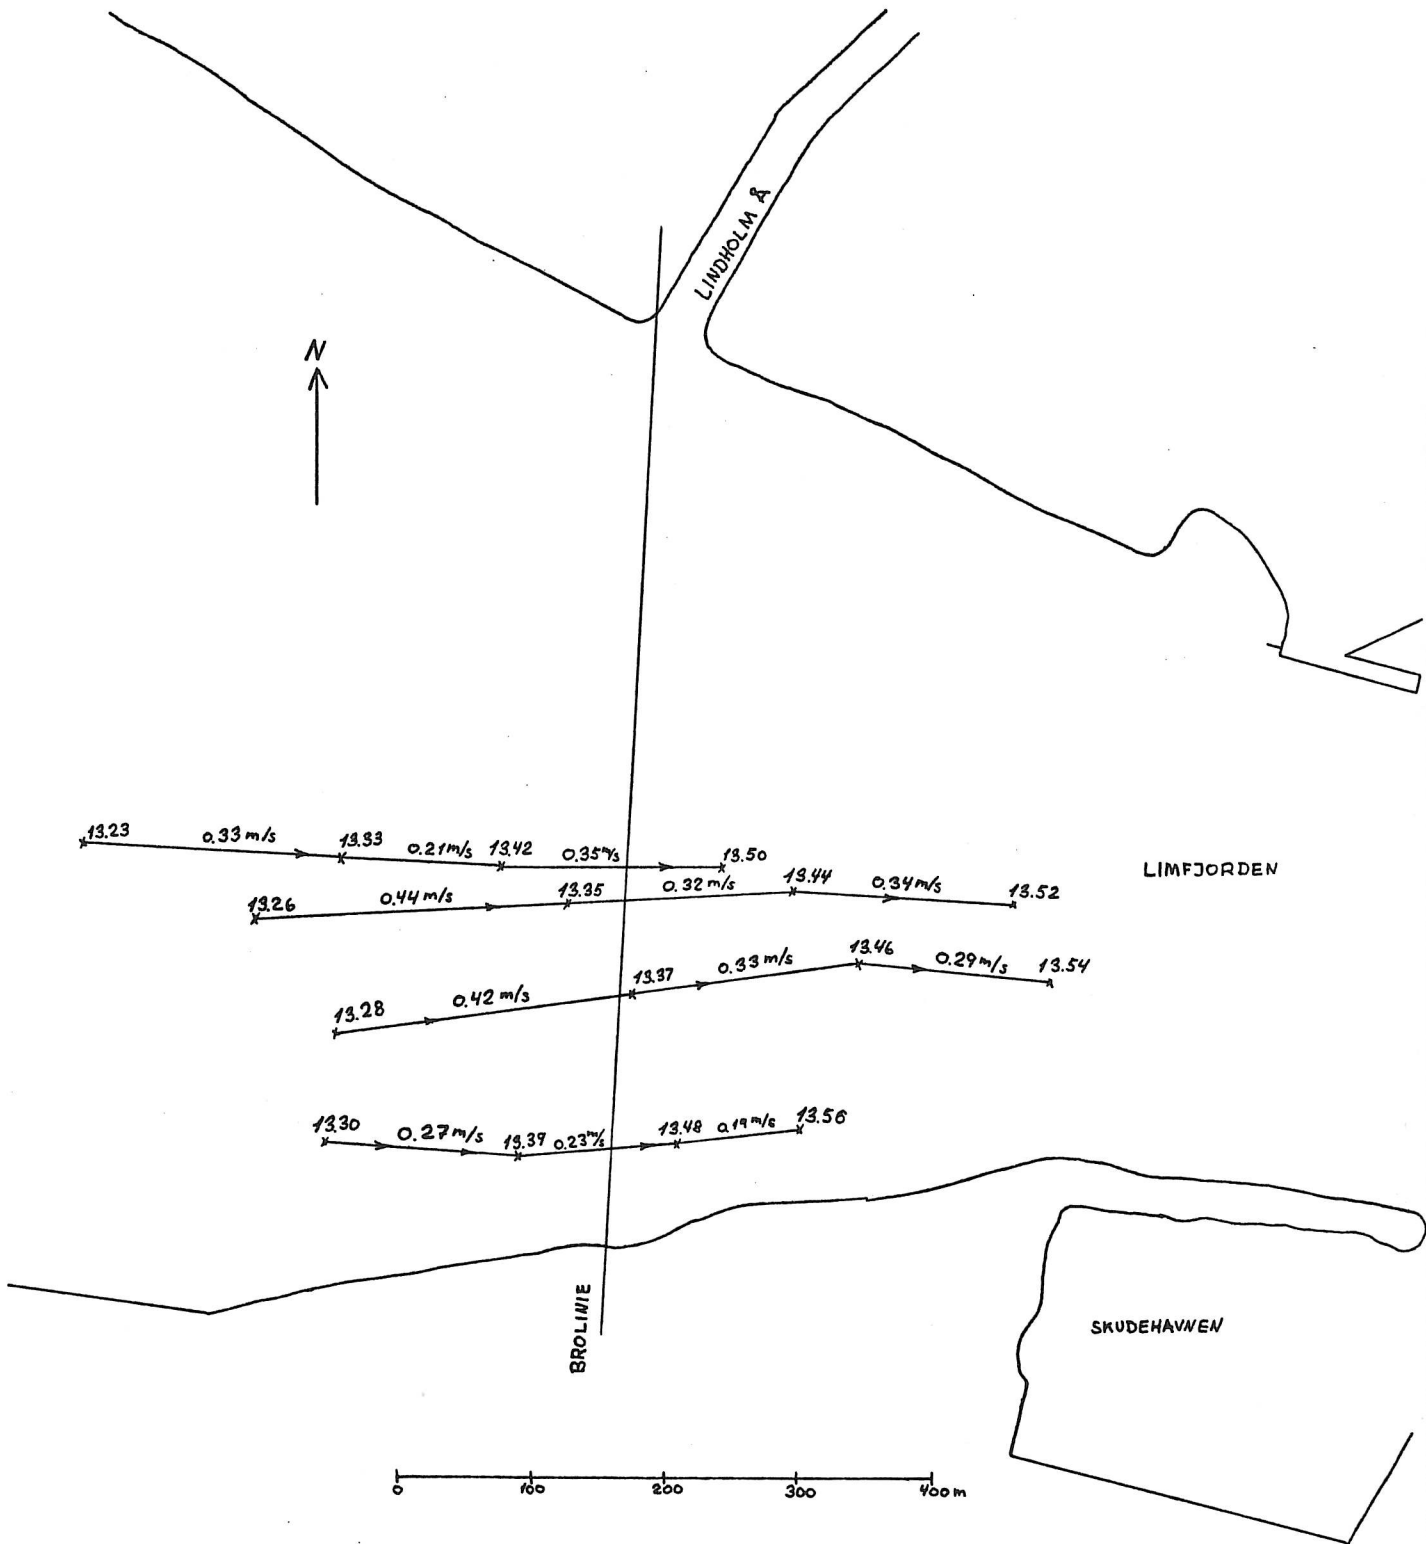 LINDHOLM Å
N
13.23 0.33 m/s 13.33 0.21 m/s 13.42 0.35 m/s 13.50
LIMFJORDEN
13.26 0.44 m/s 13.35 0.32 m/s 13.44 0.34 m/s 13.52
13.28 0.42 m/s 13.37 0.33 m/s 13.46 0.29 m/s 13.54
13.30 0.27 m/s 13.39 0.23 m/s 13.48 0.19 m/s 13.56
BROLINIE
SKUDEHAVNEN
0 100 200 300 400 m